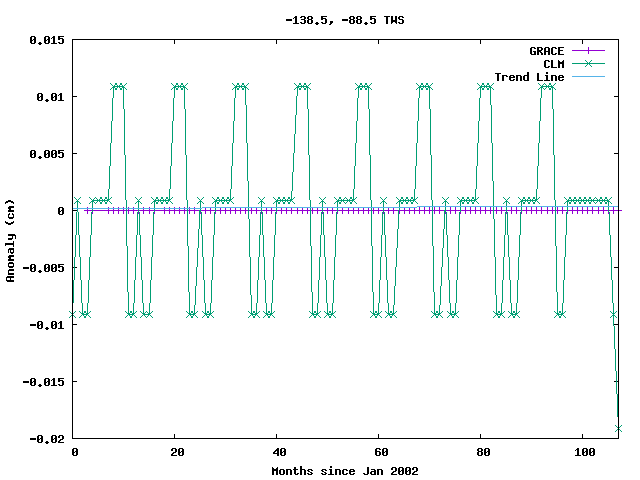 -138.5, -88.5 TWS
0.015
0.01
0.005
0
-0.005
-0.01
-0.015
-0.02
Anomaly (cm)
GRACE
CLM
Trend Line
0 20 40 60 80 100
Months since Jan 2002